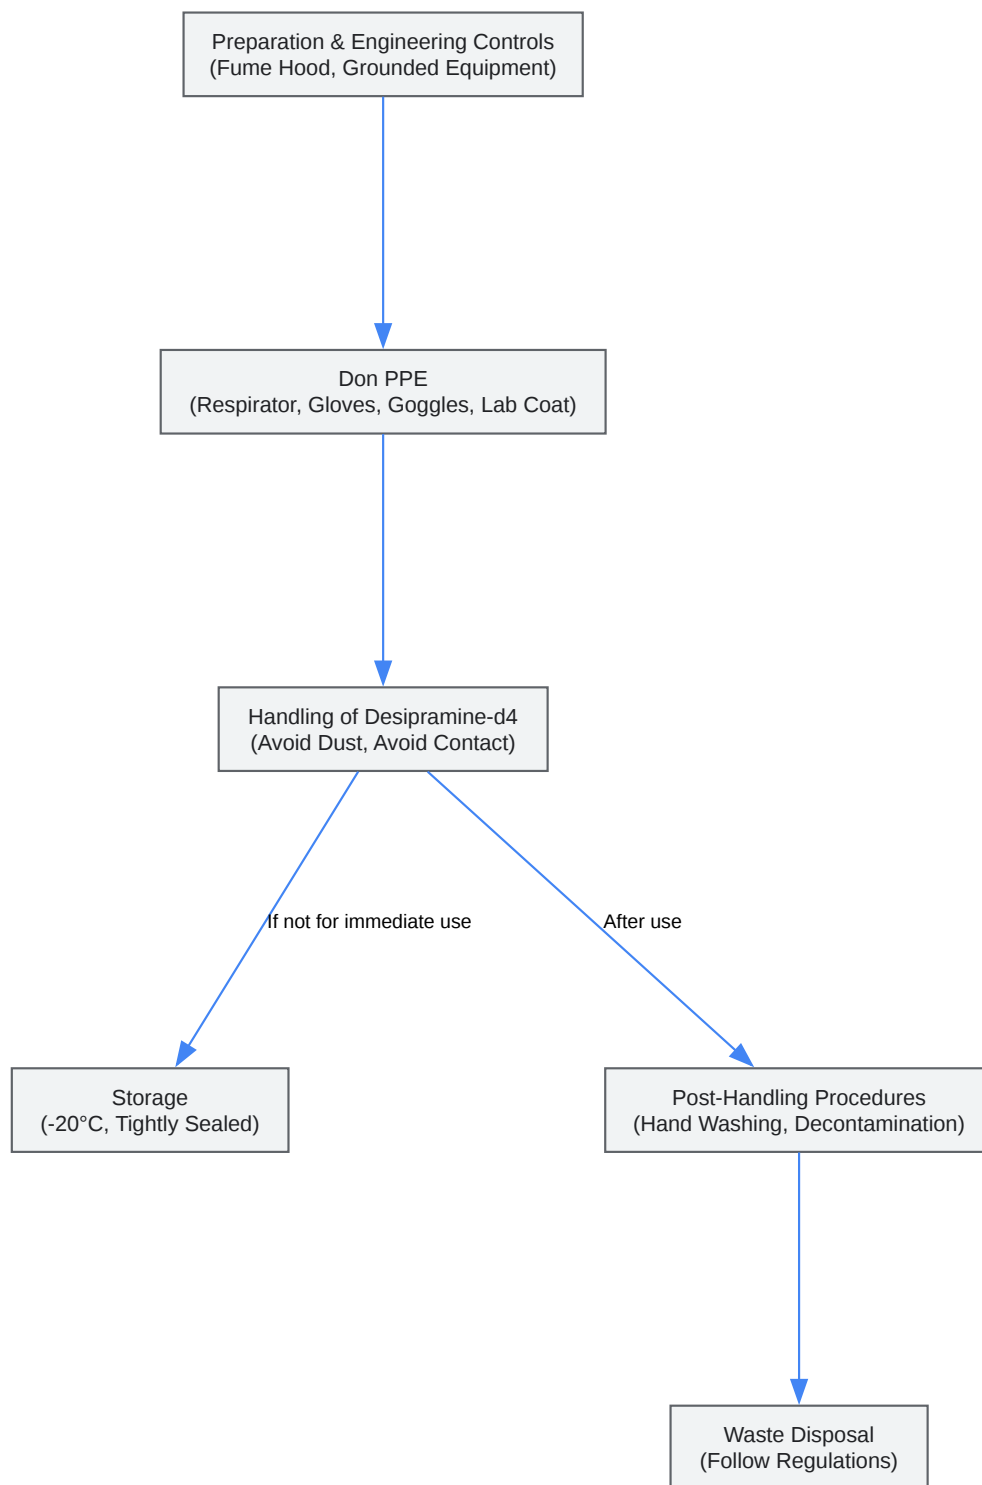 Preparation & Engineering Controls
(Fume Hood, Grounded Equipment)
Don PPE
(Respirator, Gloves, Goggles, Lab Coat)
Handling of Desipramine-d4
(Avoid Dust, Avoid Contact)
If not for immediate use
After use
Storage
(-20°C, Tightly Sealed)
Post-Handling Procedures
(Hand Washing, Decontamination)
Waste Disposal
(Follow Regulations)